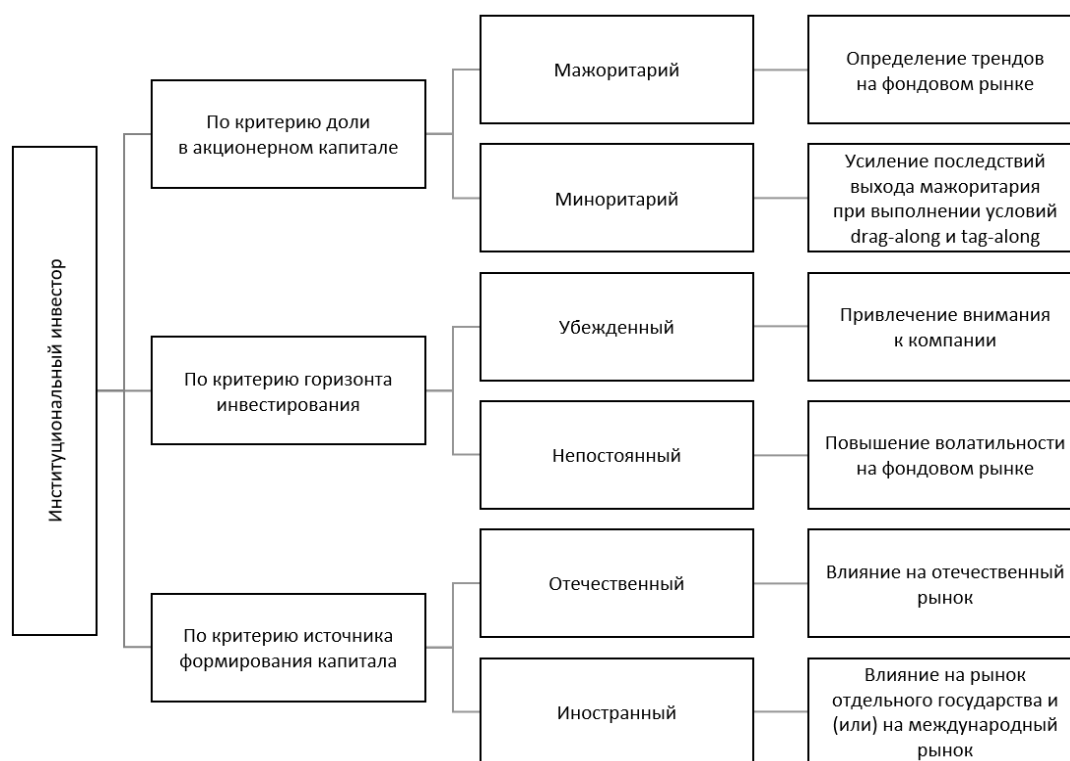 Институциональный инвестор
По критерию доли
в акционерном капитале
Мажоритарий
Определение трендов
на фондовом рынке
Миноритарий
Усиление последствий
выхода мажоритария
при выполнении условий
drag-along и tag-along
По критерию горизонта
инвестирования
Убежденный
Привлечение внимания
к компании
Непостоянный
Повышение волатильности
на фондовом рынке
По критерию источника
формирования капитала
Отечественный
Влияние на отечественный
рынок
Иностранный
Влияние на рынок
отдельного государства и
(или) на международный
рынок